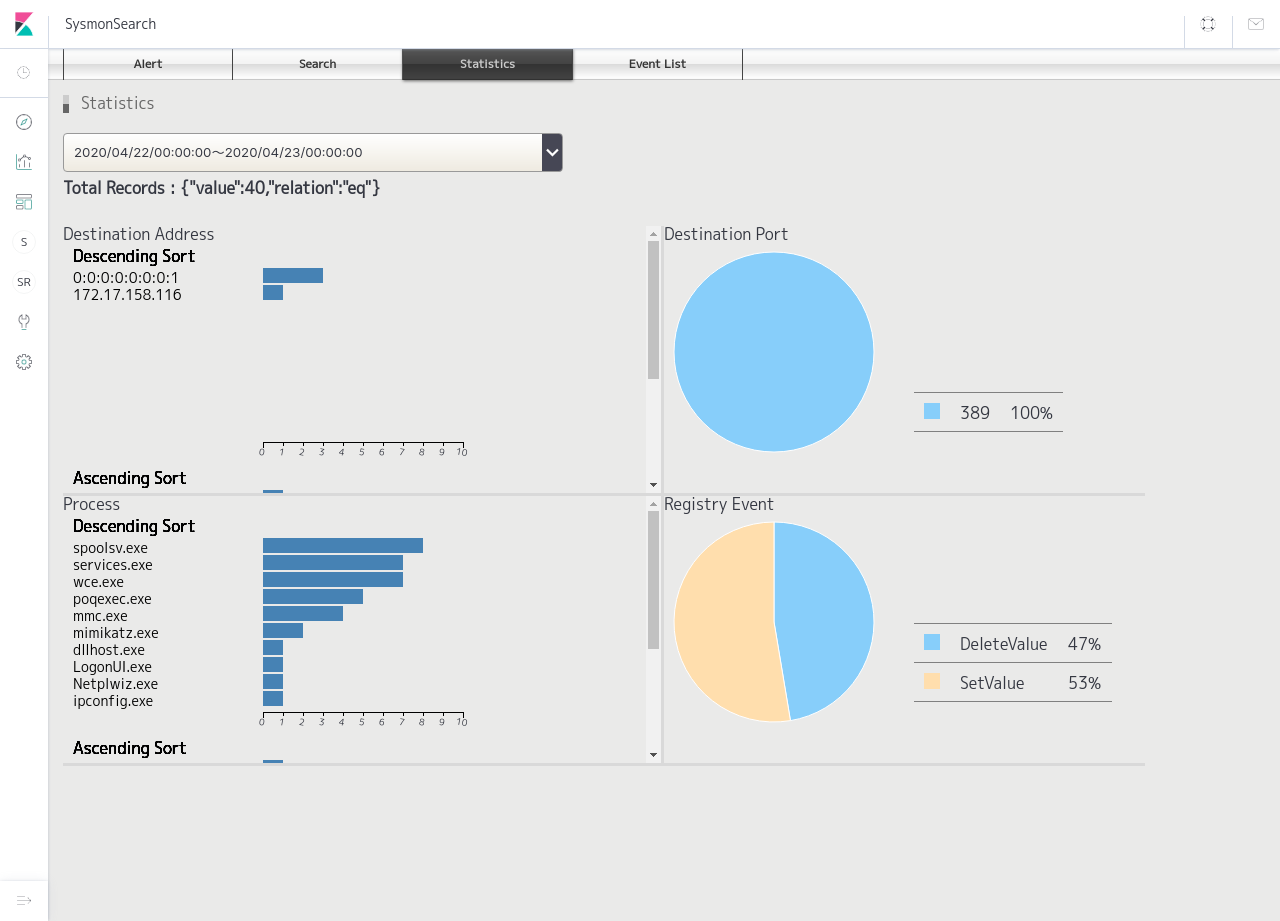 SysmonSearch
Alert
Search
Statistics
Event List
Statistics
2020/04/22/00:00:00～2020/04/23/00:00:00
Total Records : {"value":40,"relation":"eq"}
Destination Address
Descending Sort
0:0:0:0:0:0:0:1
172.17.158.116
0 1 2 3 4 5 6 7 8 9 10
Ascending Sort
Destination Port
389 100%
Process
Descending Sort
spoolsv.exe
services.exe
wce.exe
poqexec.exe
mmc.exe
mimikatz.exe
dllhost.exe
LogonUI.exe
Netplwiz.exe
ipconfig.exe
0 1 2 3 4 5 6 7 8 9 10
Ascending Sort
Registry Event
DeleteValue 47%
SetValue 53%
S
SR